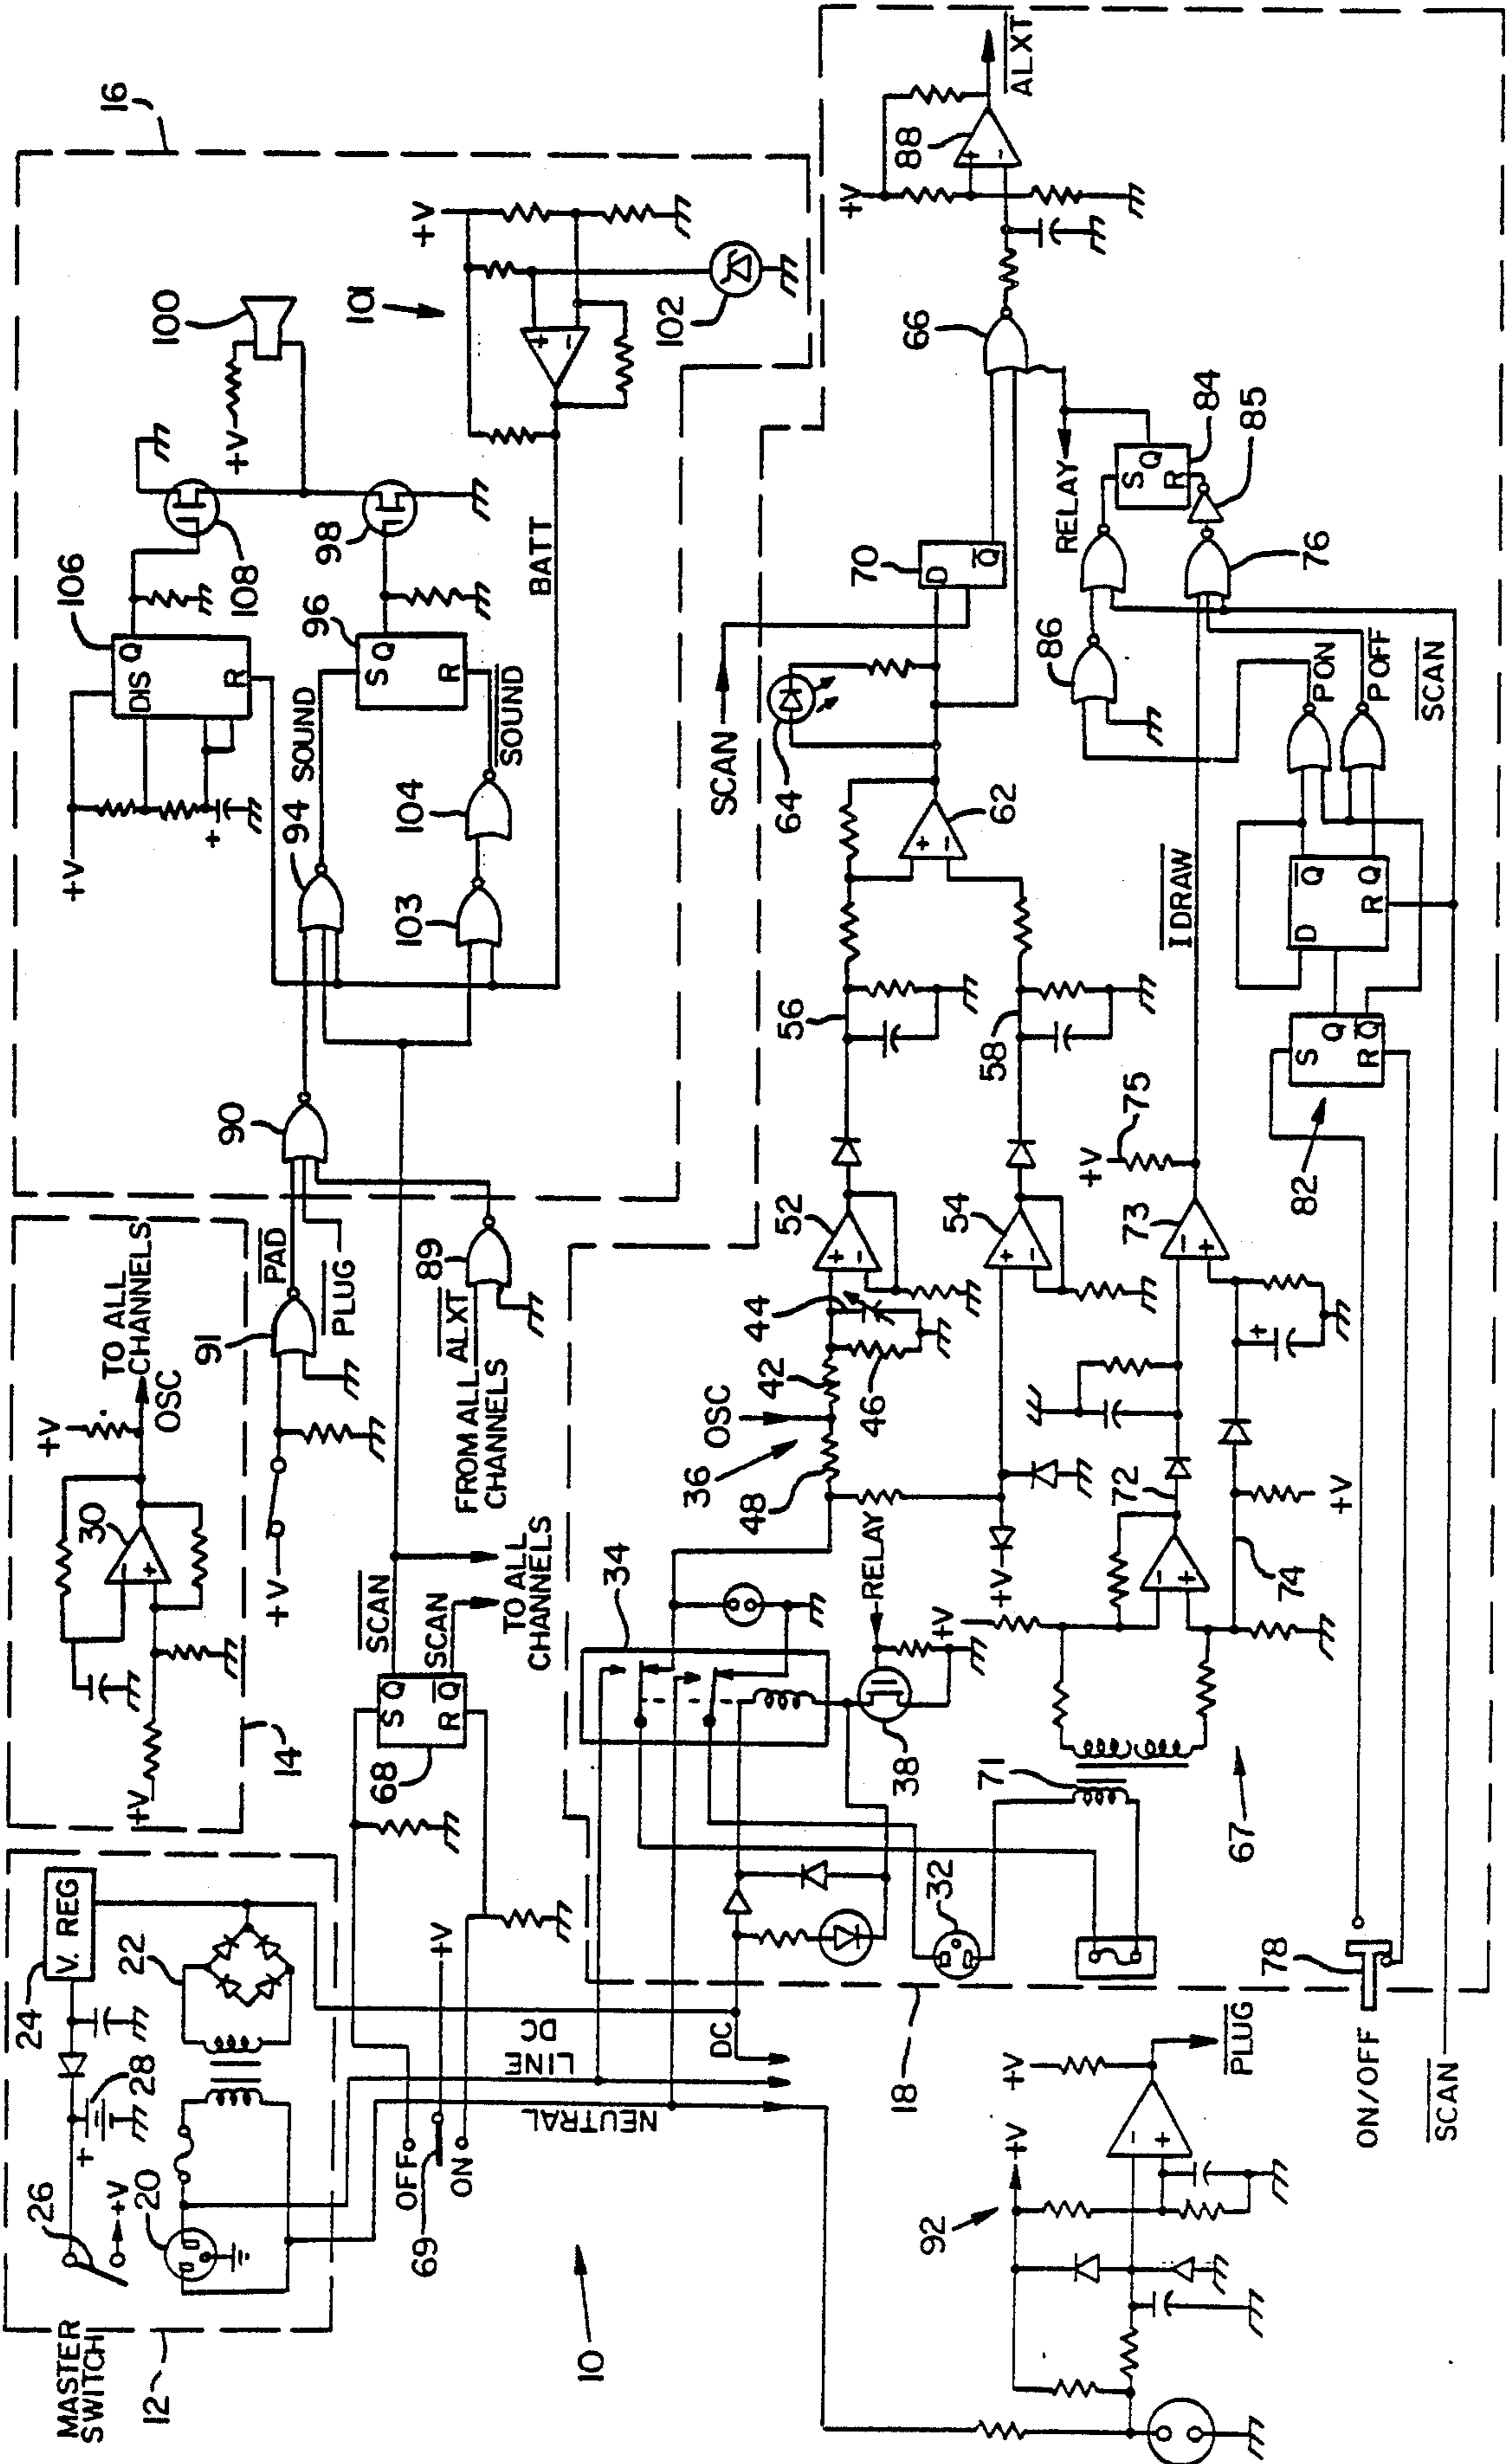 MASTER
SWITCH
26
24
V. REG
22
28
20
12
+V
+V
30
+V
OSC
TO ALL
CHANNELS
14
91
PAD
PLUG
+V
90
89
ALXT
FROM ALL
CHANNELS
16
+V
106
DIS
Q
R
108
+V
100
94
SOUND
96
S
Q
R
98
103
104
SOUND
BATT
101
+V
102
OFF
69
ON
+V
68
S
Q
Q
R
SCAN
SCAN
TO ALL
CHANNELS
DC
LINE
NEUTRAL
DC
10
18
34
36
OSC
48
42
46
44
RELAY
38
+V
+V
32
71
67
52
54
56
58
62
64
SCAN
70
D
Q
66
+V
88
ALXT
72
74
+V
73
+V
75
I DRAW
RELAY
S
Q
R
84
85
86
76
P ON
P OFF
SCAN
82
S
Q
Q
R
D
Q
Q
R
92
+V
+V
PLUG
78
ON/OFF
SCAN